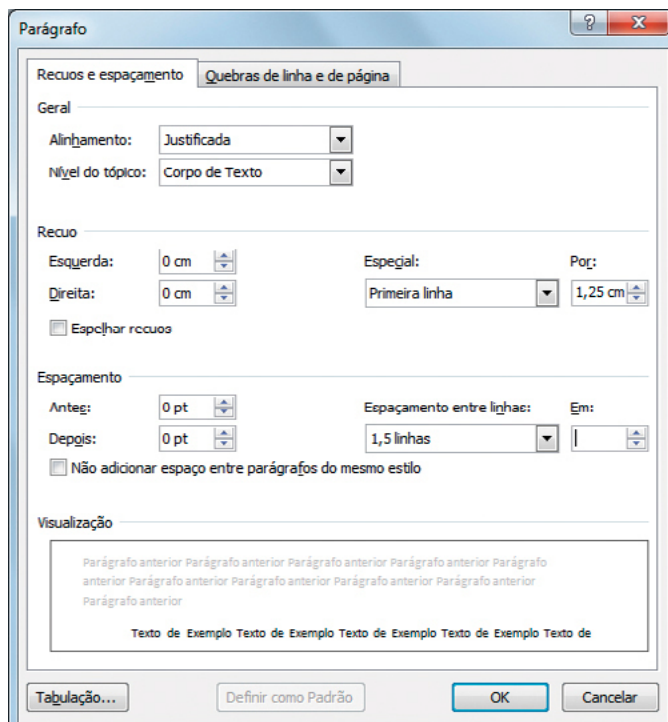 Parágrafo
Recuos e espaçamento Quebras de linha e de página
Geral
Alinhamento: Justificada
Nível do tópico: Corpo de Texto
Recuo
Esquerda: 0 cm Especial: Por:
Direita: 0 cm Primeira linha 1,25 cm
Espelhar recuos
Espaçamento
Antes: 0 pt Espaçamento entre linhas: Em:
Depois: 0 pt 1,5 linhas
Não adicionar espaço entre parágrafos do mesmo estilo
Visualização
Parágrafo anterior Parágrafo anterior Parágrafo anterior Parágrafo anterior Parágrafo
anterior Parágrafo anterior Parágrafo anterior Parágrafo anterior Parágrafo anterior
Parágrafo anterior
Texto de Exemplo Texto de Exemplo Texto de Exemplo Texto de Exemplo Texto de
Tabulação... Definir como Padrão OK Cancelar